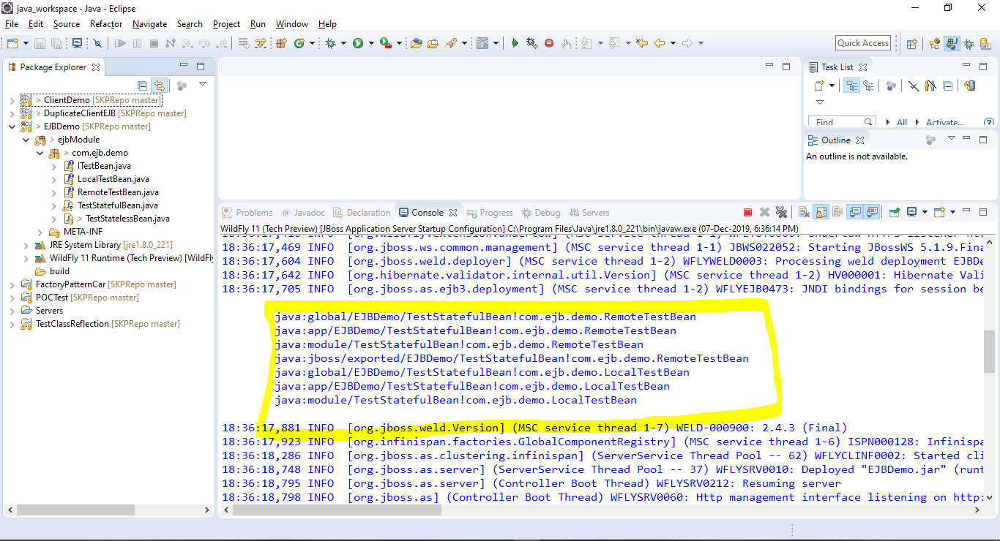 java_workspace - Java - Eclipse
File Edit Source Refactor Navigate Search Project Run Window Help
Quick Access
Package Explorer
> ClientDemo [SKPRepo master]
> DuplicateClientEJB [SKPRepo master]
> EJBDemo [SKPRepo master]
> ejbModule
> com.ejb.demo
ITestBean.java
LocalTestBean.java
RemoteTestBean.java
TestStatefulBean.java
> TestStatelessBean.java
META-INF
JRE System Library [jre1.8.0_221]
WildFly 11 Runtime (Tech Preview) [WildFly
build
FactoryPatternCar [SKPRepo master]
POCTest [SKPRepo master]
Servers
TestClassReflection [SKPRepo master]
Task List
Find All Activate...
Outline
An outline is not available.
Problems @ Javadoc Declaration Console Progress Debug Servers
WildFly 11 (Tech Preview) [JBoss Application Server Startup Configuration] C:\Program Files\Java\jre1.8.0_221\bin\javaw.exe (07-Dec-2019, 6:36:14 PM)
18:36:17,469 INFO [org.jboss.ws.common.management] (MSC service thread 1-1) JBWS022052: Starting JBossWS 5.1.9.Fina
18:36:17,604 INFO [org.jboss.weld.deployer] (MSC service thread 1-2) WFLYWELD0003: Processing weld deployment EJBDe
18:36:17,642 INFO [org.hibernate.validator.internal.util.Version] (MSC service thread 1-2) HV000001: Hibernate Vali
18:36:17,705 INFO [org.jboss.as.ejb3.deployment] (MSC service thread 1-2) WFLYEJB0473: JNDI bindings for session be
java:global/EJBDemo/TestStatefulBean!com.ejb.demo.RemoteTestBean
java:app/EJBDemo/TestStatefulBean!com.ejb.demo.RemoteTestBean
java:module/TestStatefulBean!com.ejb.demo.RemoteTestBean
java:jboss/exported/EJBDemo/TestStatefulBean!com.ejb.demo.RemoteTestBean
java:global/EJBDemo/TestStatefulBean!com.ejb.demo.LocalTestBean
java:app/EJBDemo/TestStatefulBean!com.ejb.demo.LocalTestBean
java:module/TestStatefulBean!com.ejb.demo.LocalTestBean
18:36:17,881 INFO [org.jboss.weld.Version] (MSC service thread 1-7) WELD-000900: 2.4.3 (Final)
18:36:17,923 INFO [org.infinispan.factories.GlobalComponentRegistry] (MSC service thread 1-6) ISPN000128: Infinispa
18:36:18,286 INFO [org.jboss.as.clustering.infinispan] (ServerService Thread Pool -- 62) WFLYCLINF0002: Started cli
18:36:18,748 INFO [org.jboss.as.server] (ServerService Thread Pool -- 37) WFLYSRV0010: Deployed "EJBDemo.jar" (runt
18:36:18,795 INFO [org.jboss.as.server] (Controller Boot Thread) WFLYSRV0212: Resuming server
18:36:18,798 INFO [org.jboss.as] (Controller Boot Thread) WFLYSRV0060: Http management interface listening on http: